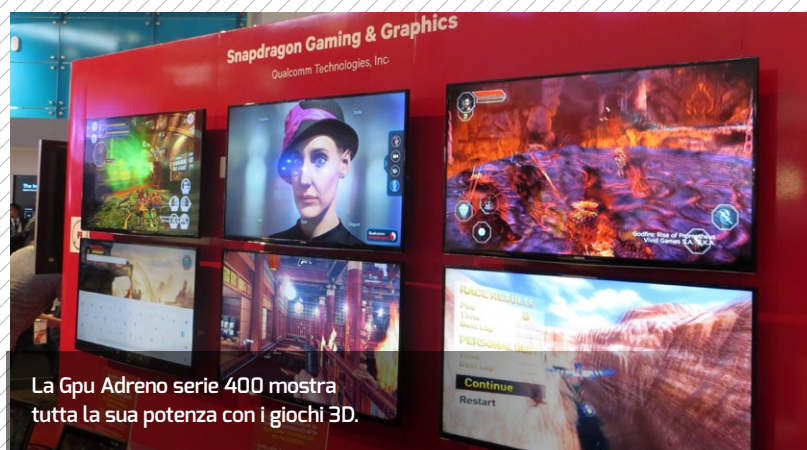 Snapdragon Gaming & Graphics
Qualcomm Technologies, Inc.
Godfire: Rise of Prometheus
Vivid Games S.A.
RACE RESULTS
Time
Best Lap
PERSONAL BEST
Continue
Restart
La Gpu Adreno serie 400 mostra
tutta la sua potenza con i giochi 3D.